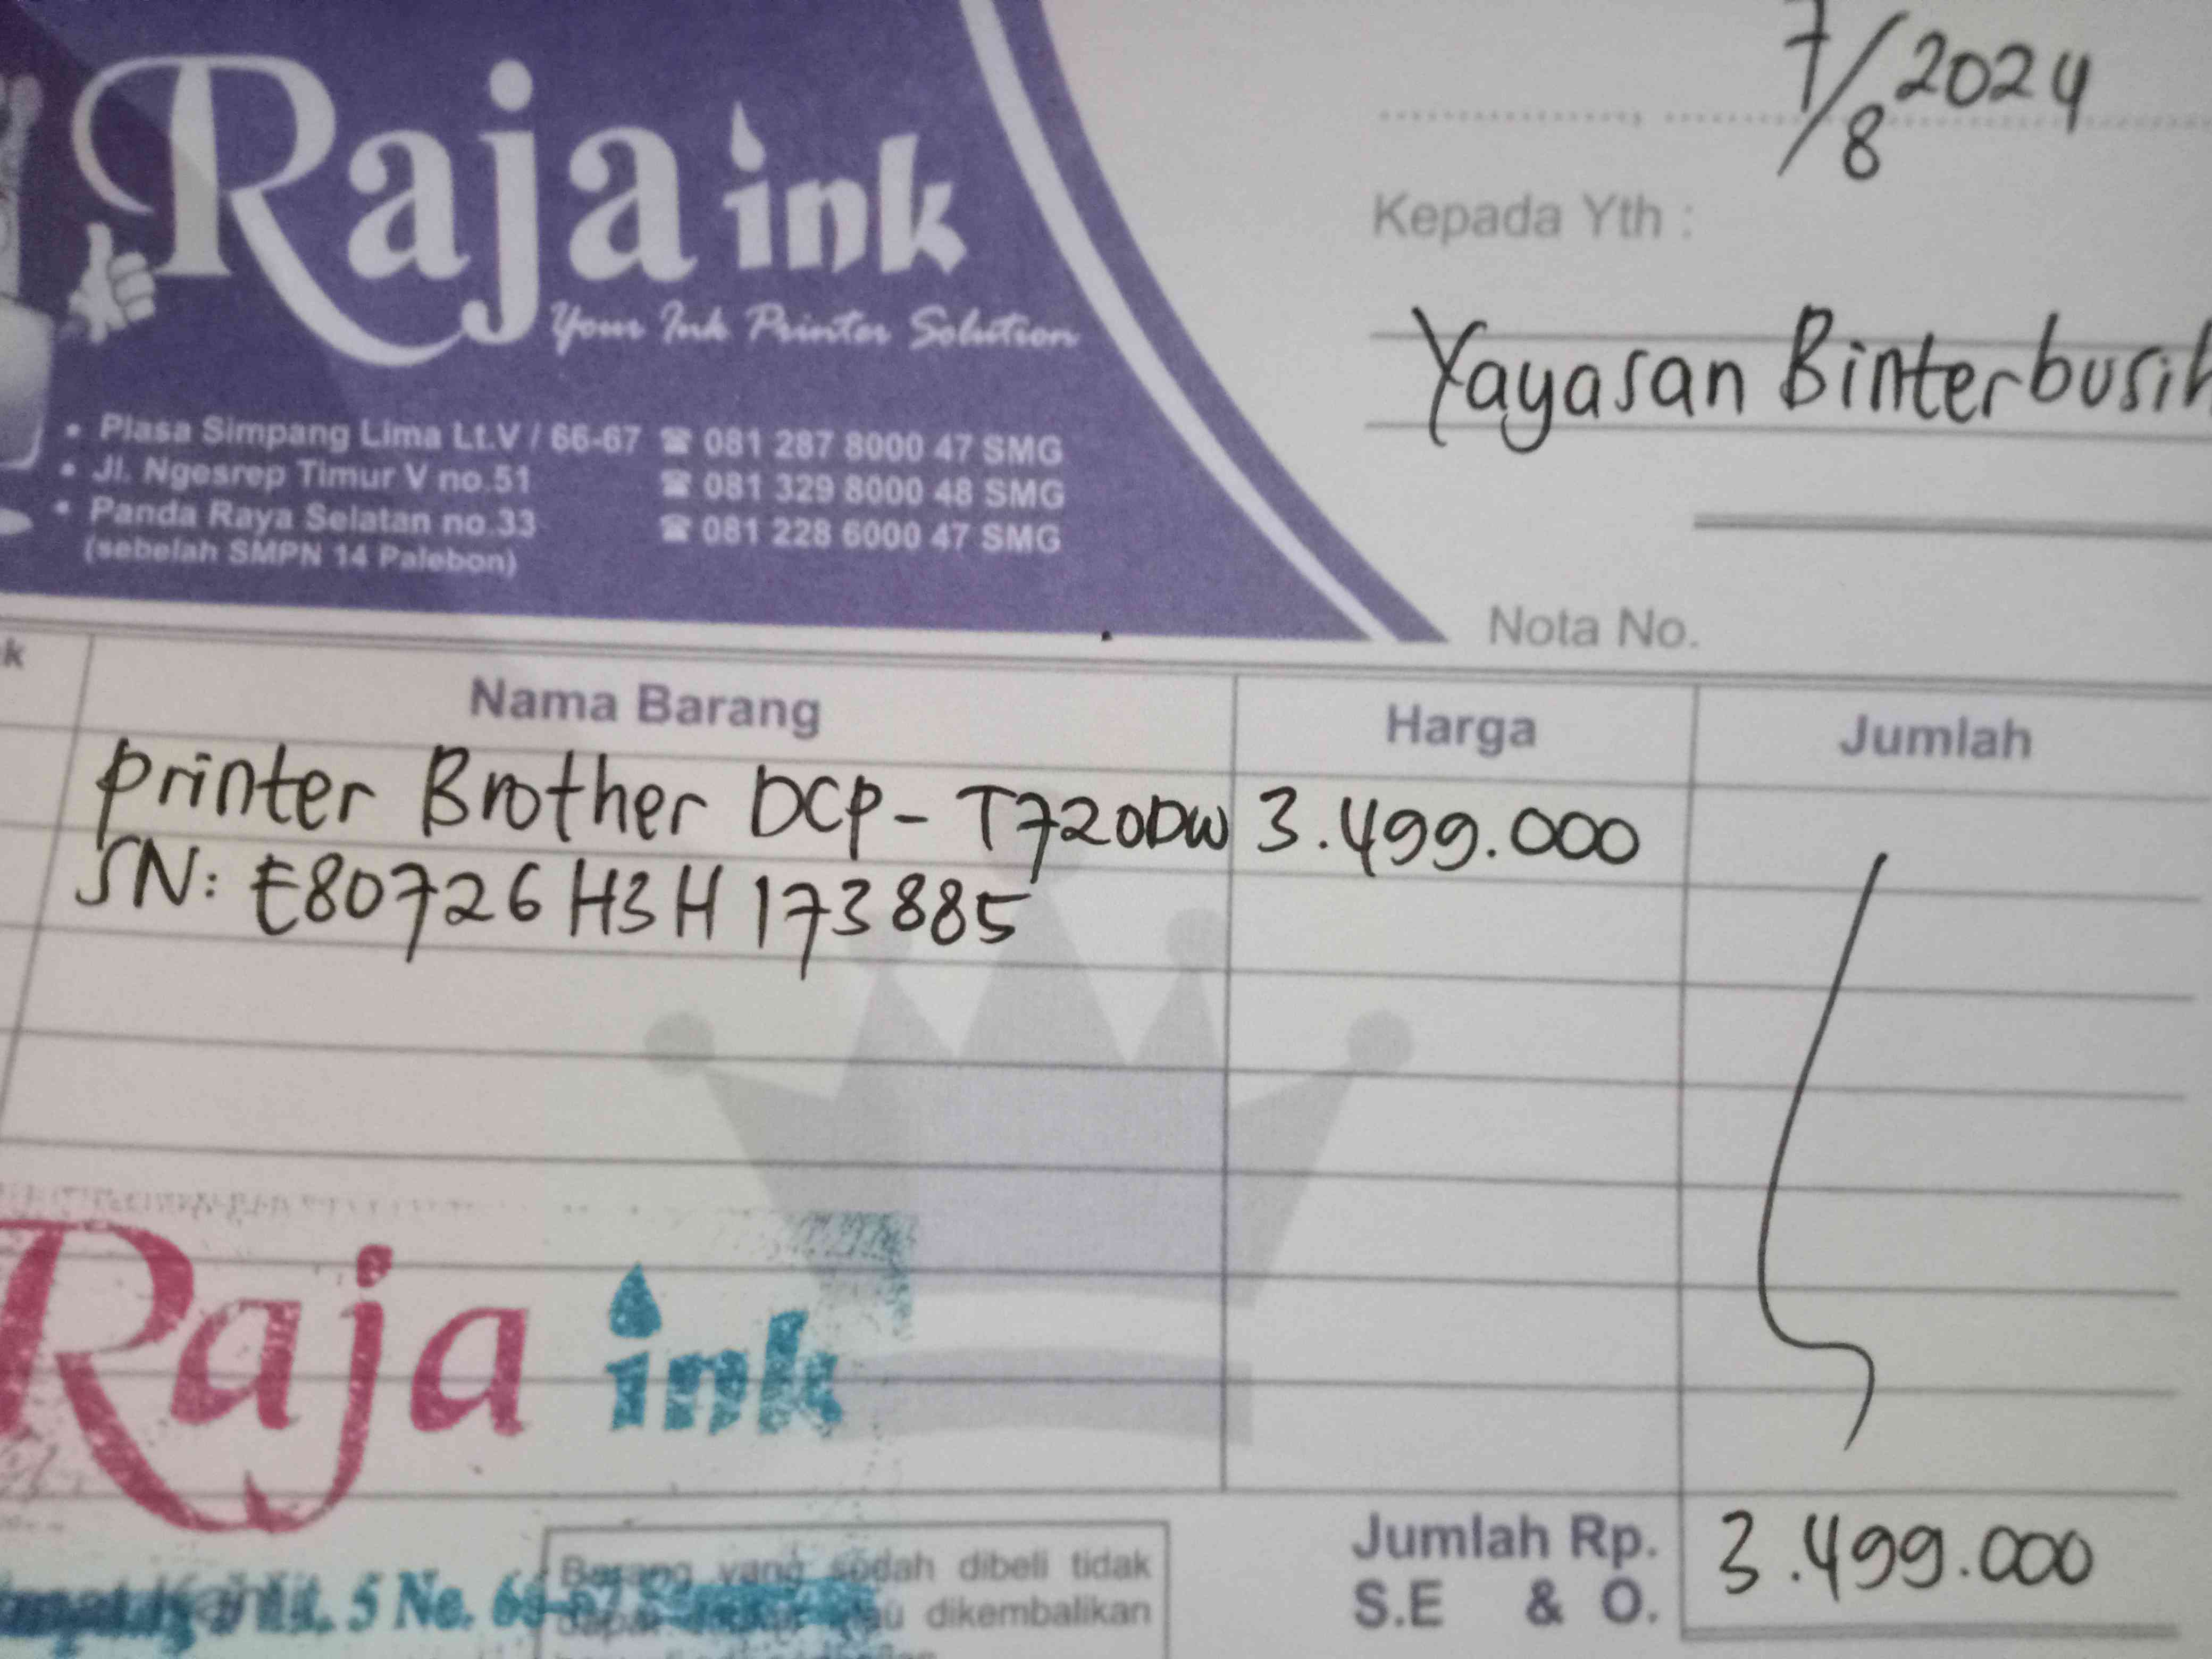 Raja ink
Your Ink Printer Solution
• Plasa Simpang Lima Lt.V / 66-67 ☎ 081 287 8000 47 SMG
• Jl. Ngesrep Timur V no.51 ☎ 081 329 8000 48 SMG
• Panda Raya Selatan no.33 ☎ 081 228 6000 47 SMG
(sebelah SMPN 14 Palebon)
7/8 2024
Kepada Yth :
Yayasan Binterbusih
Nota No.
k Nama Barang Harga Jumlah
Printer Brother DCP-T720DW 3.499.000
SN: E80726H3H173885
Raja ink
5 No. 66-67
Barang yang sudah dibeli tidak
dikembalikan
Jumlah Rp. 3.499.000
S.E & O.